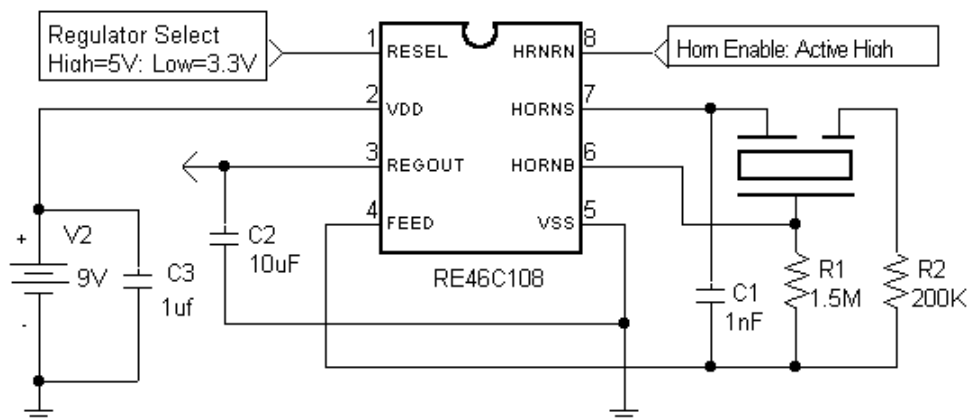 Regulator Select
High=5V: Low=3.3V
1
RESEL
HRNRN
8
Horn Enable: Active High
2
VDD
HORNS
7
3
REGOUT
HORNB
6
4
FEED
VSS
5
RE46C108
+
V2
9V
-
C3
1uf
C2
10uF
C1
1nF
R1
1.5M
R2
200K